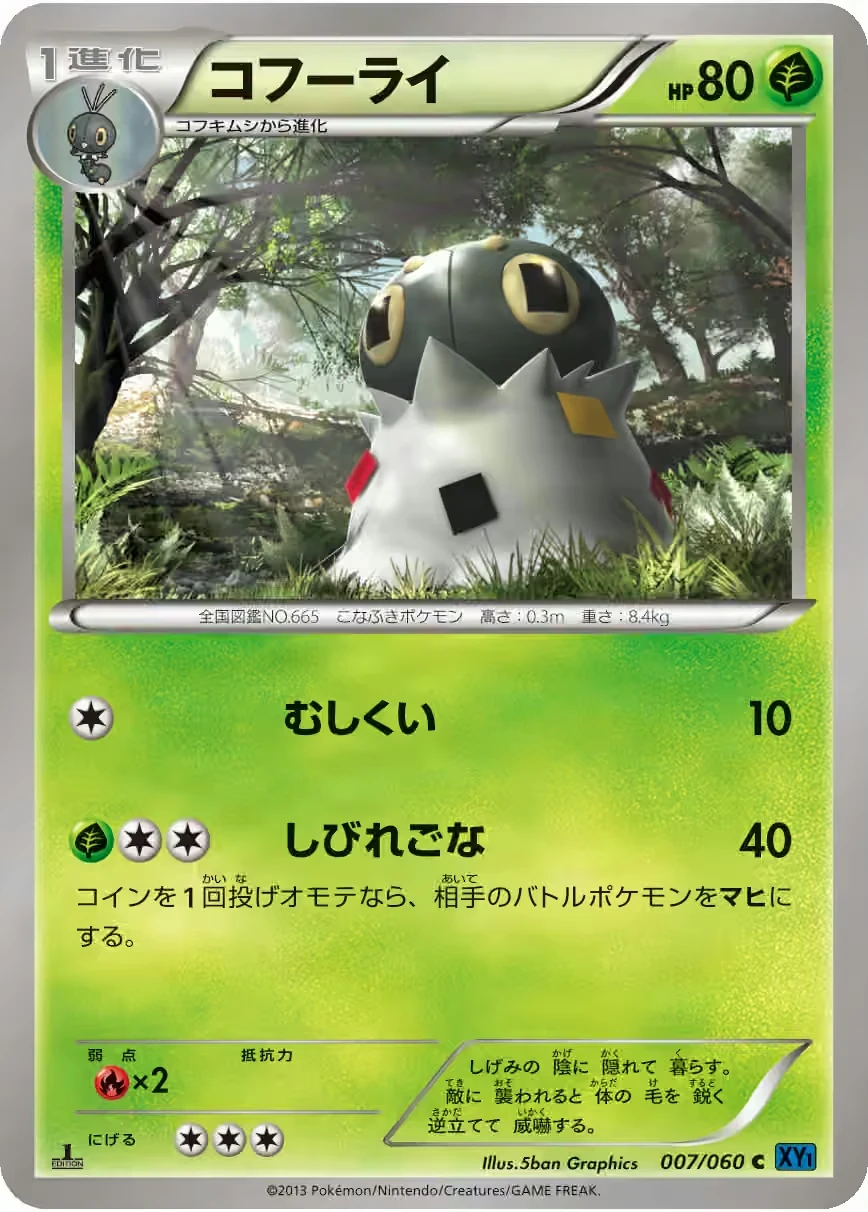 1進化
コフーライ
HP80
コフキムシから進化
全国図鑑NO.665 こなふきポケモン 高さ:0.3m 重さ:8.4kg
むしくい 10
しびれごな 40
コインを1回投げオモテなら、相手のバトルポケモンをマヒに
する。
弱点 抵抗力
×2
にげる
しげみの 陰に 隠れて 暮らす。
敵に 襲われると 体の 毛を 鋭く
逆立てて 威嚇する。
1 EDITION
Illus.5ban Graphics 007/060 C XY1
©2013 Pokémon/Nintendo/Creatures/GAME FREAK.